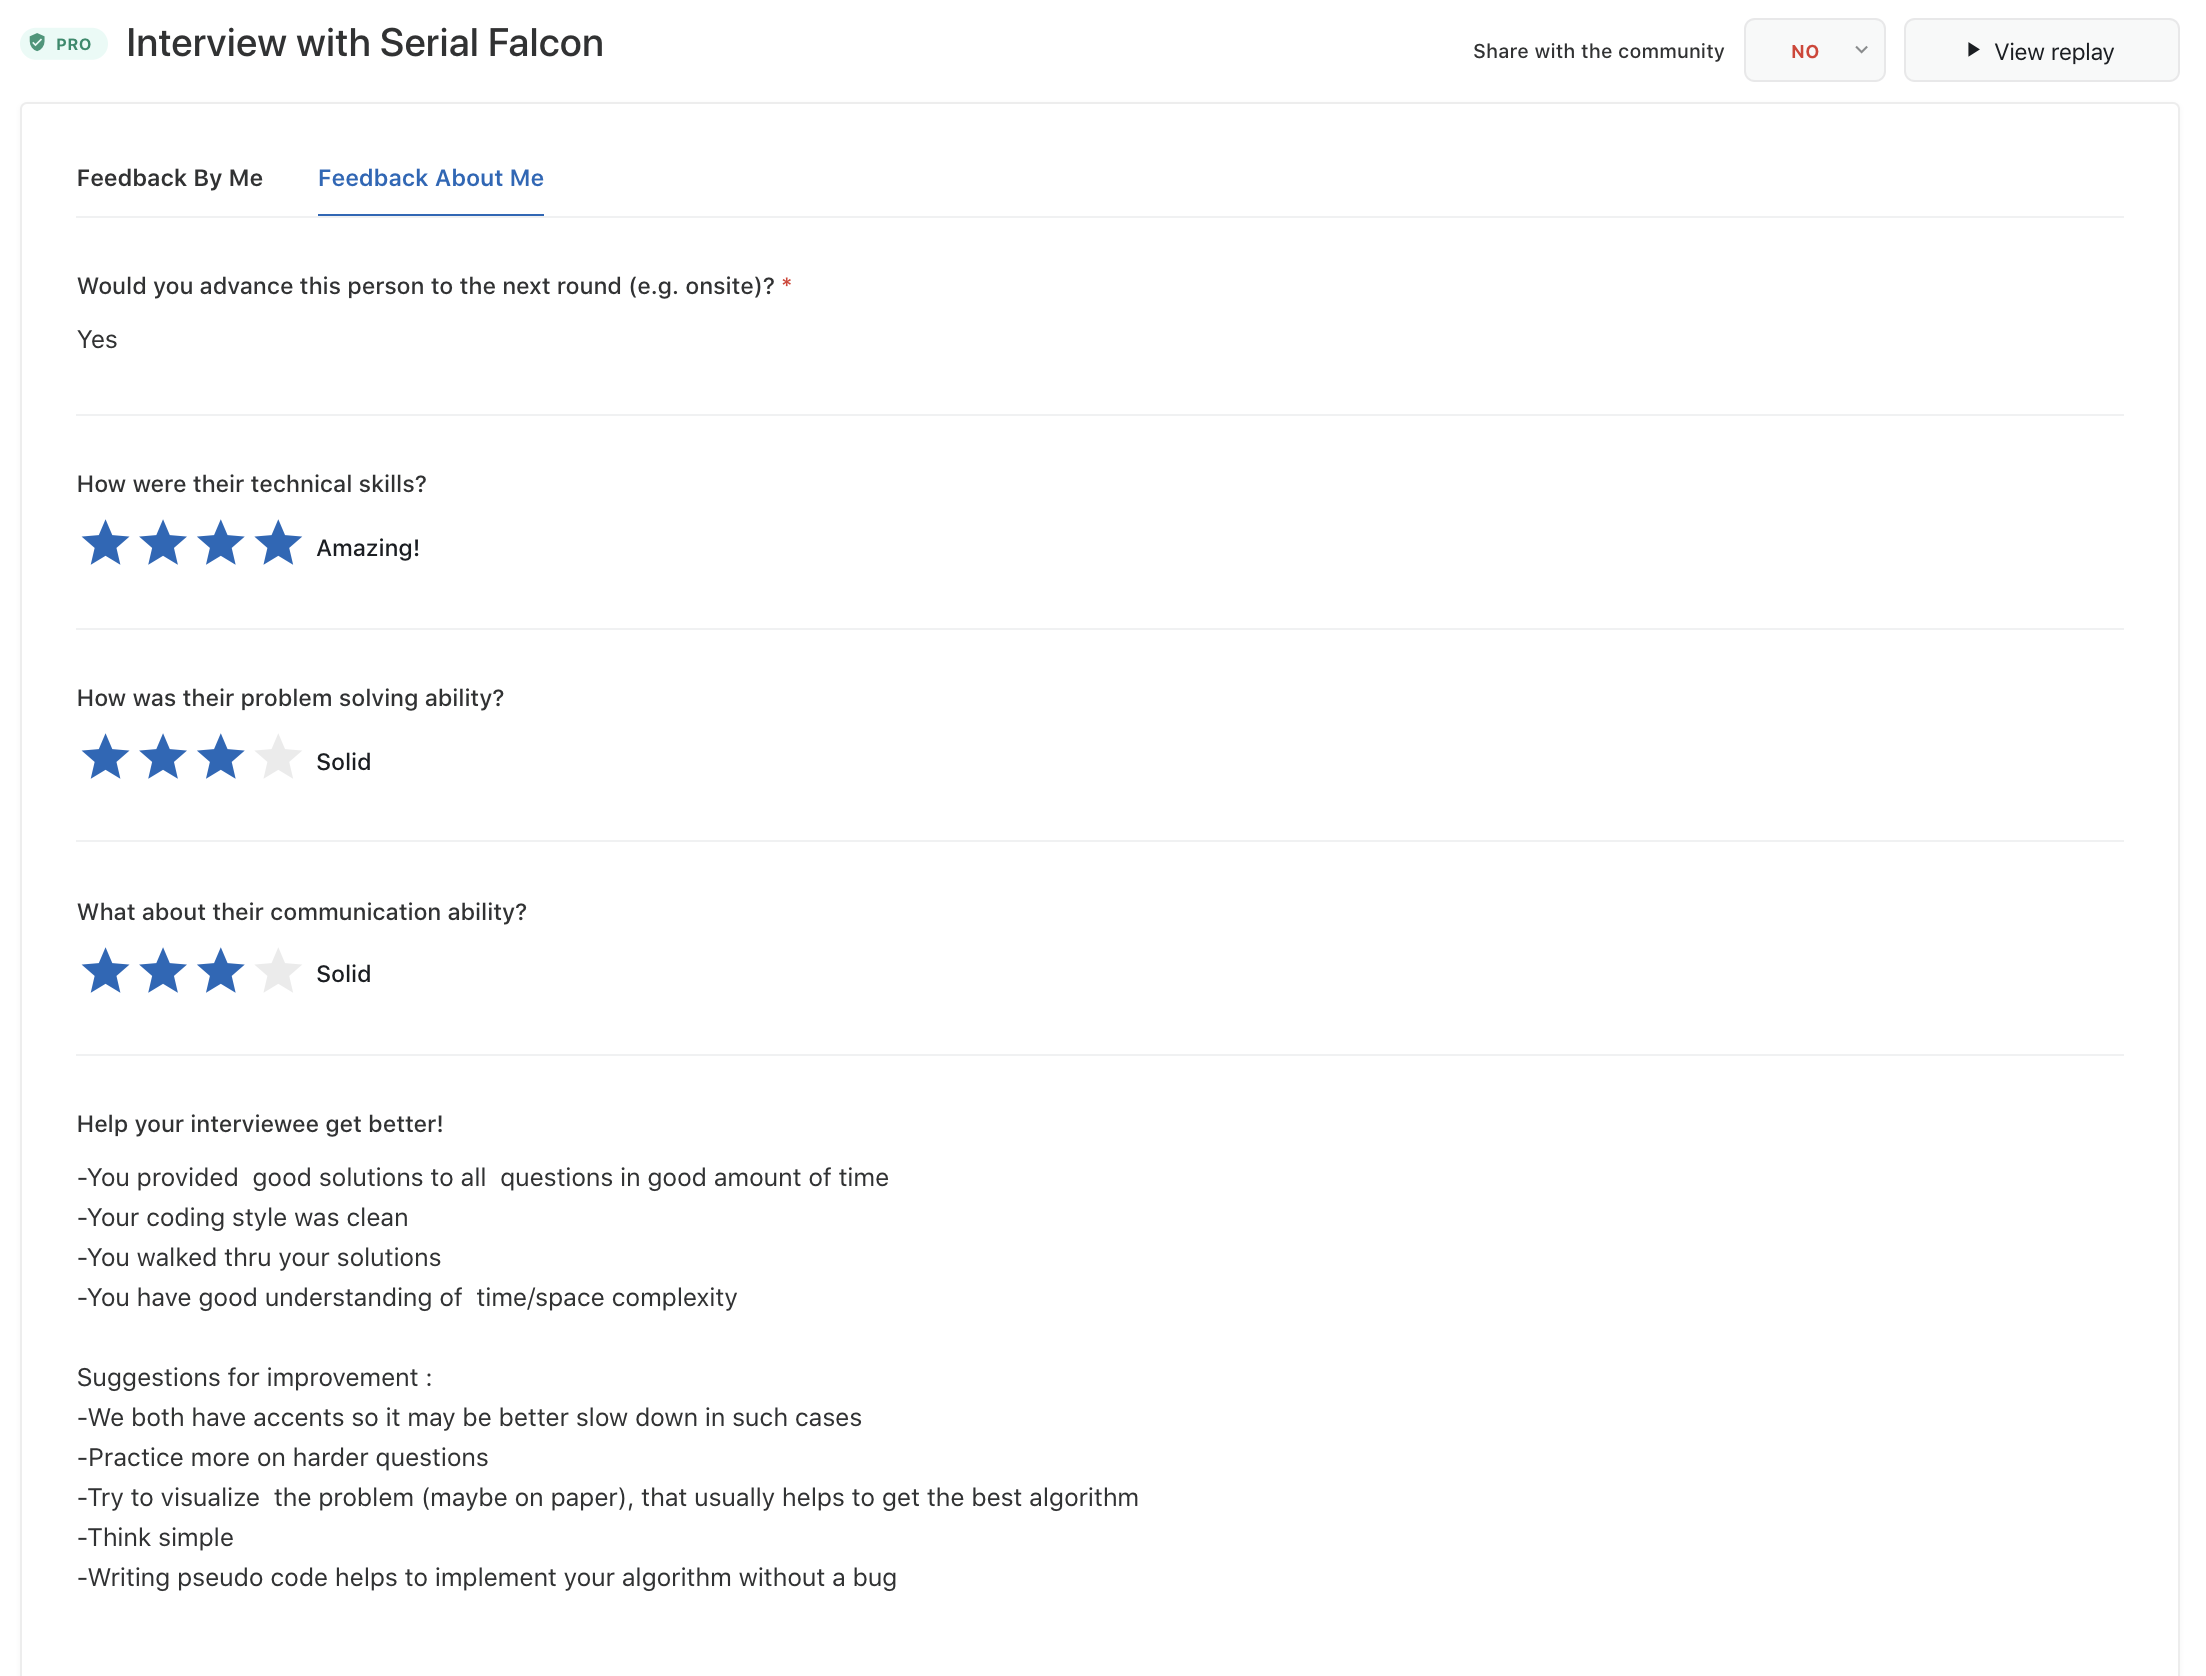 PRO
Interview with Serial Falcon
Share with the community
NO
View replay
Feedback By Me
Feedback About Me
Would you advance this person to the next round (e.g. onsite)? *
Yes
How were their technical skills?
Amazing!
How was their problem solving ability?
Solid
What about their communication ability?
Solid
Help your interviewee get better!
-You provided  good solutions to all  questions in good amount of time
-Your coding style was clean
-You walked thru your solutions
-You have good understanding of  time/space complexity
Suggestions for improvement :
-We both have accents so it may be better slow down in such cases
-Practice more on harder questions
-Try to visualize  the problem (maybe on paper), that usually helps to get the best algorithm
-Think simple
-Writing pseudo code helps to implement your algorithm without a bug